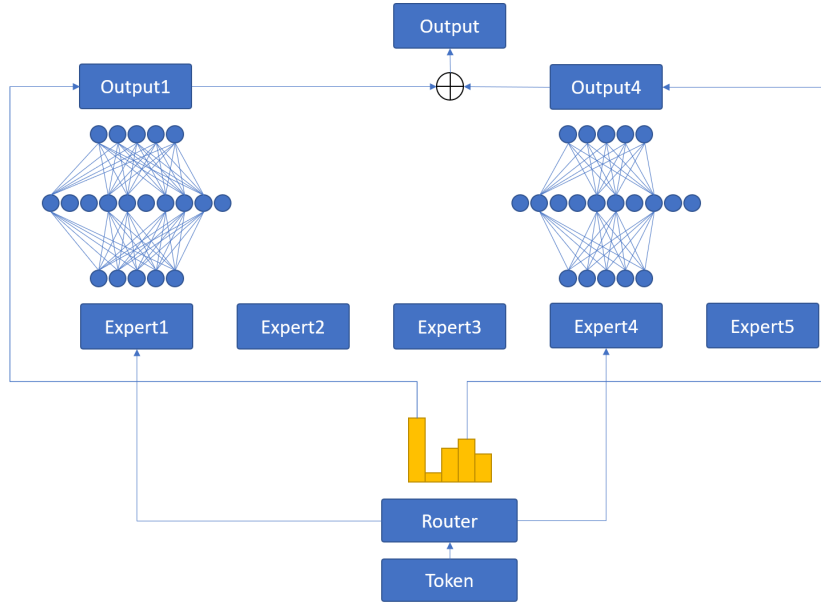 Output
Output1
Output4
Expert1
Expert2
Expert3
Expert4
Expert5
Router
Token